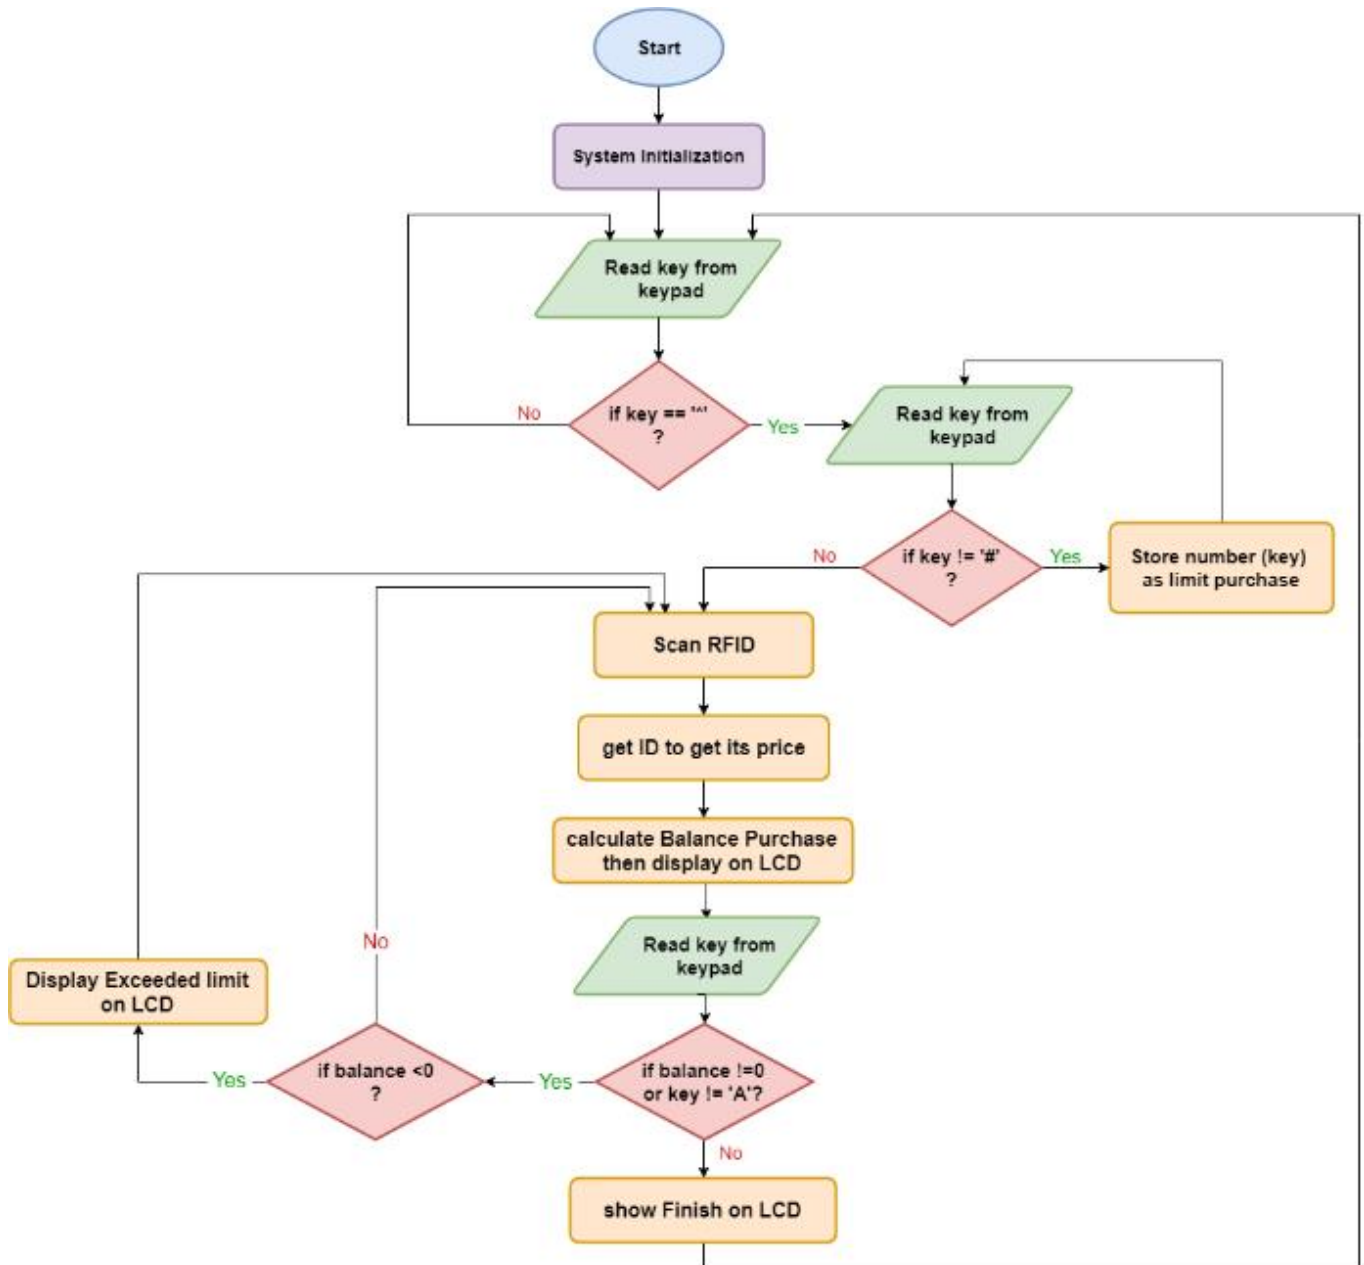 Start
System Initialization
Read key from
keypad
if key == '*'
?
No
Yes
Read key from
keypad
if key != '#'
?
No
Yes
Store number (key)
as limit purchase
Scan RFID
get ID to get its price
calculate Balance Purchase
then display on LCD
Read key from
keypad
if balance !=0
or key != 'A'?
Yes
if balance <0
?
No
Yes
Display Exceeded limit
on LCD
No
show Finish on LCD